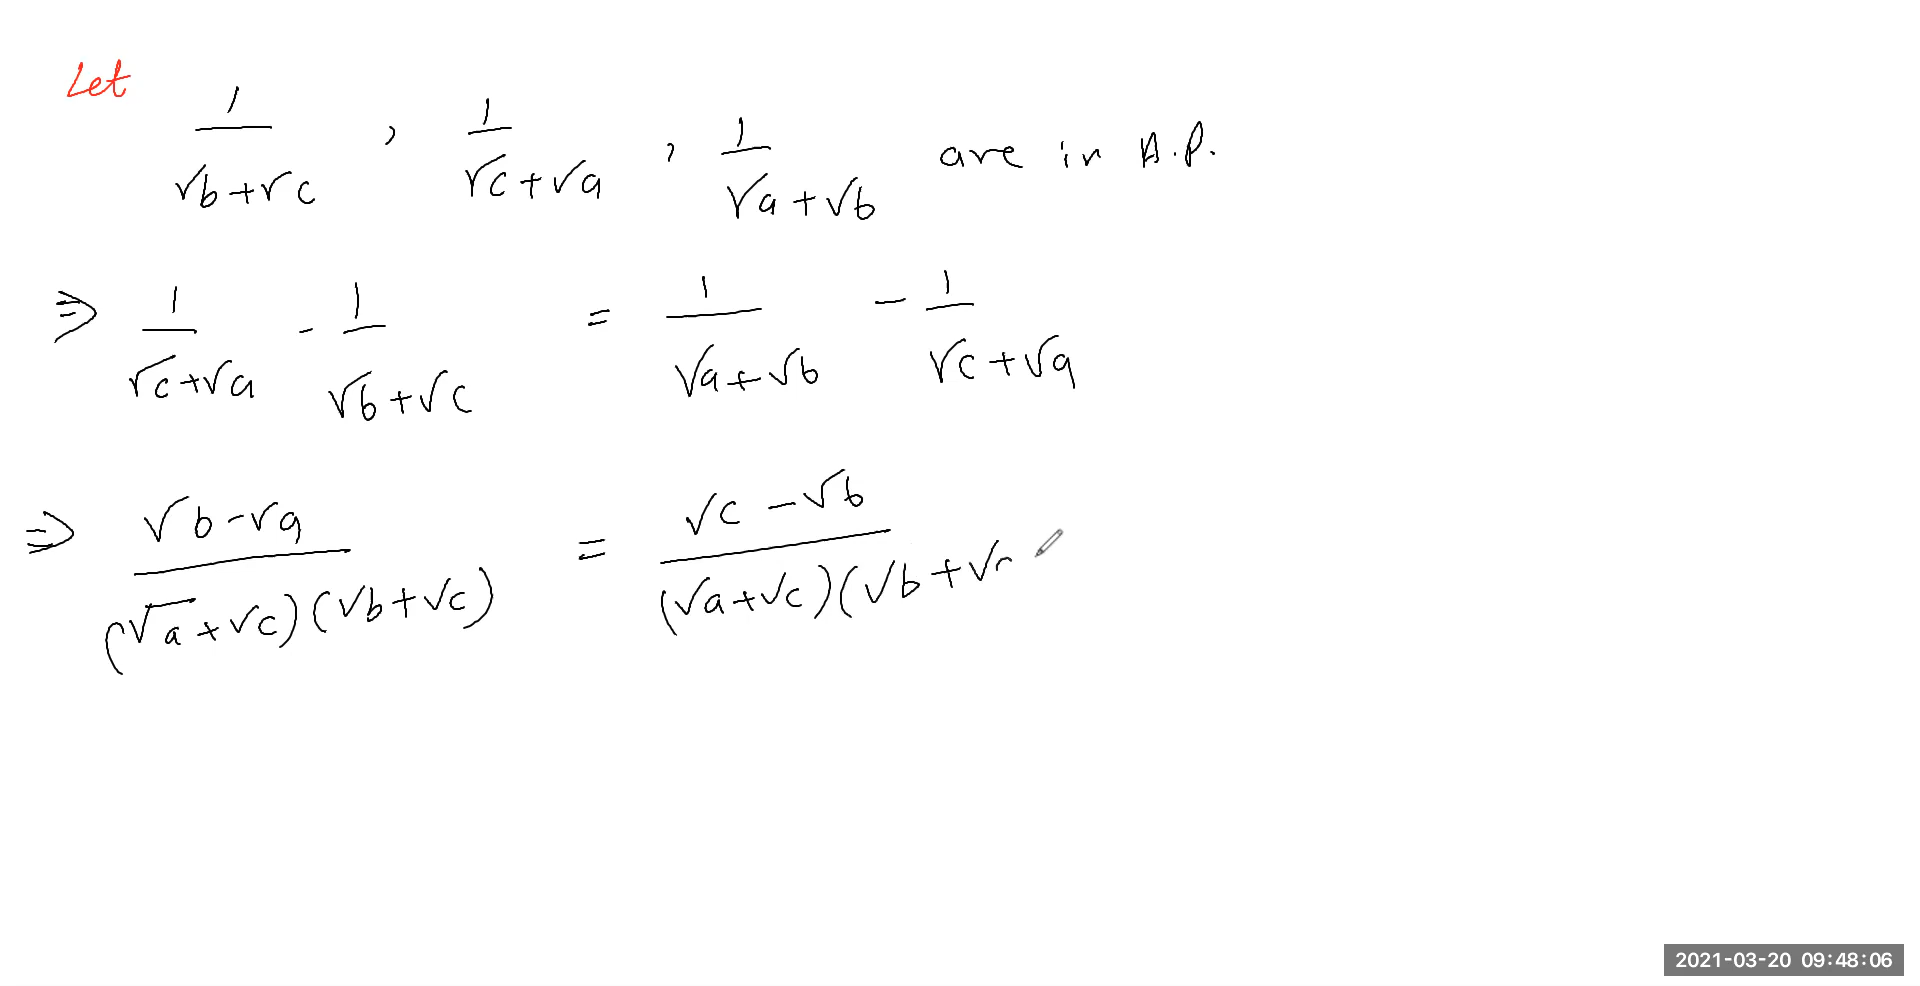 Let
1/(√b+√c) , 1/(√c+√a) , 1/(√a+√b) are in A.P.
⇒ 1/(√c+√a) - 1/(√b+√c) = 1/(√a+√b) - 1/(√c+√a)
⇒ (√b-√a)/((√a+√c)(√b+√c)) = (√c-√b)/((√a+√c)(√b+√
2021-03-20 09:48:06